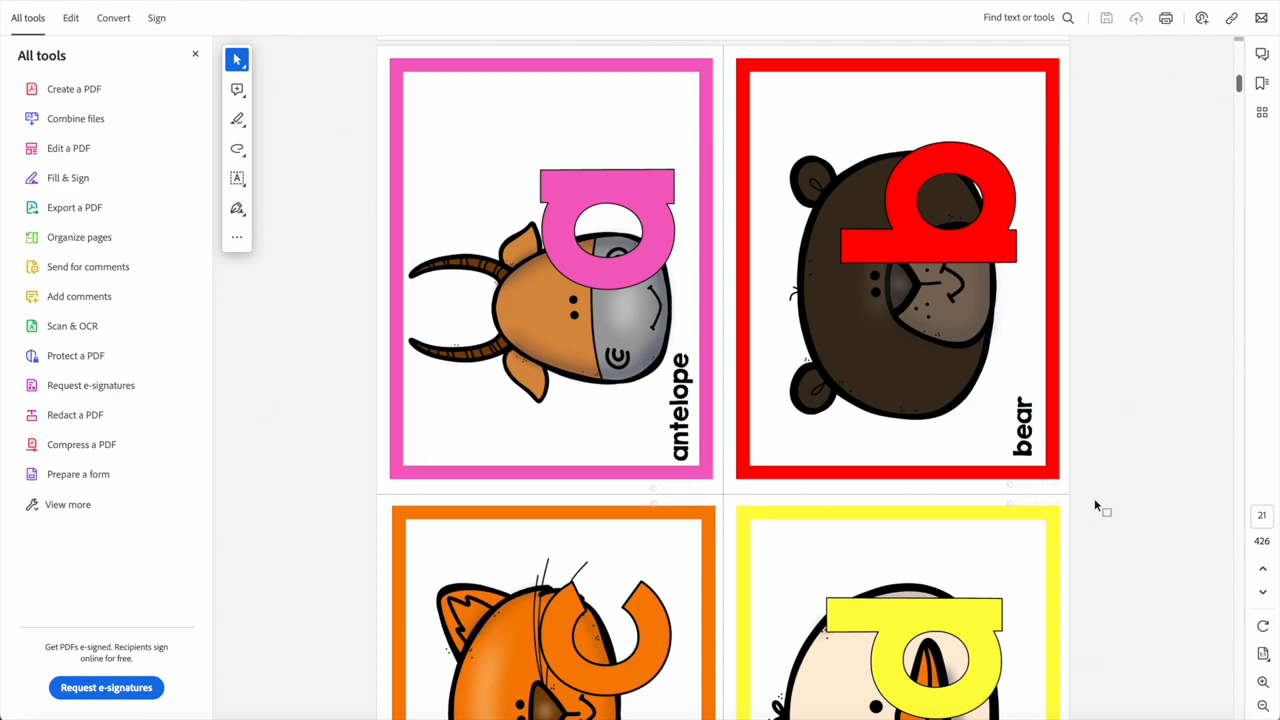 All tools
Edit
Convert
Sign
Find text or tools
All tools
Create a PDF
Combine files
Edit a PDF
Fill & Sign
Export a PDF
Organize pages
Send for comments
Add comments
Scan & OCR
Protect a PDF
Request e-signatures
Redact a PDF
Compress a PDF
Prepare a form
View more
Get PDFs e-signed. Recipients sign
online for free.
Request e-signatures
a
antelope
b
bear
c
d
21
426